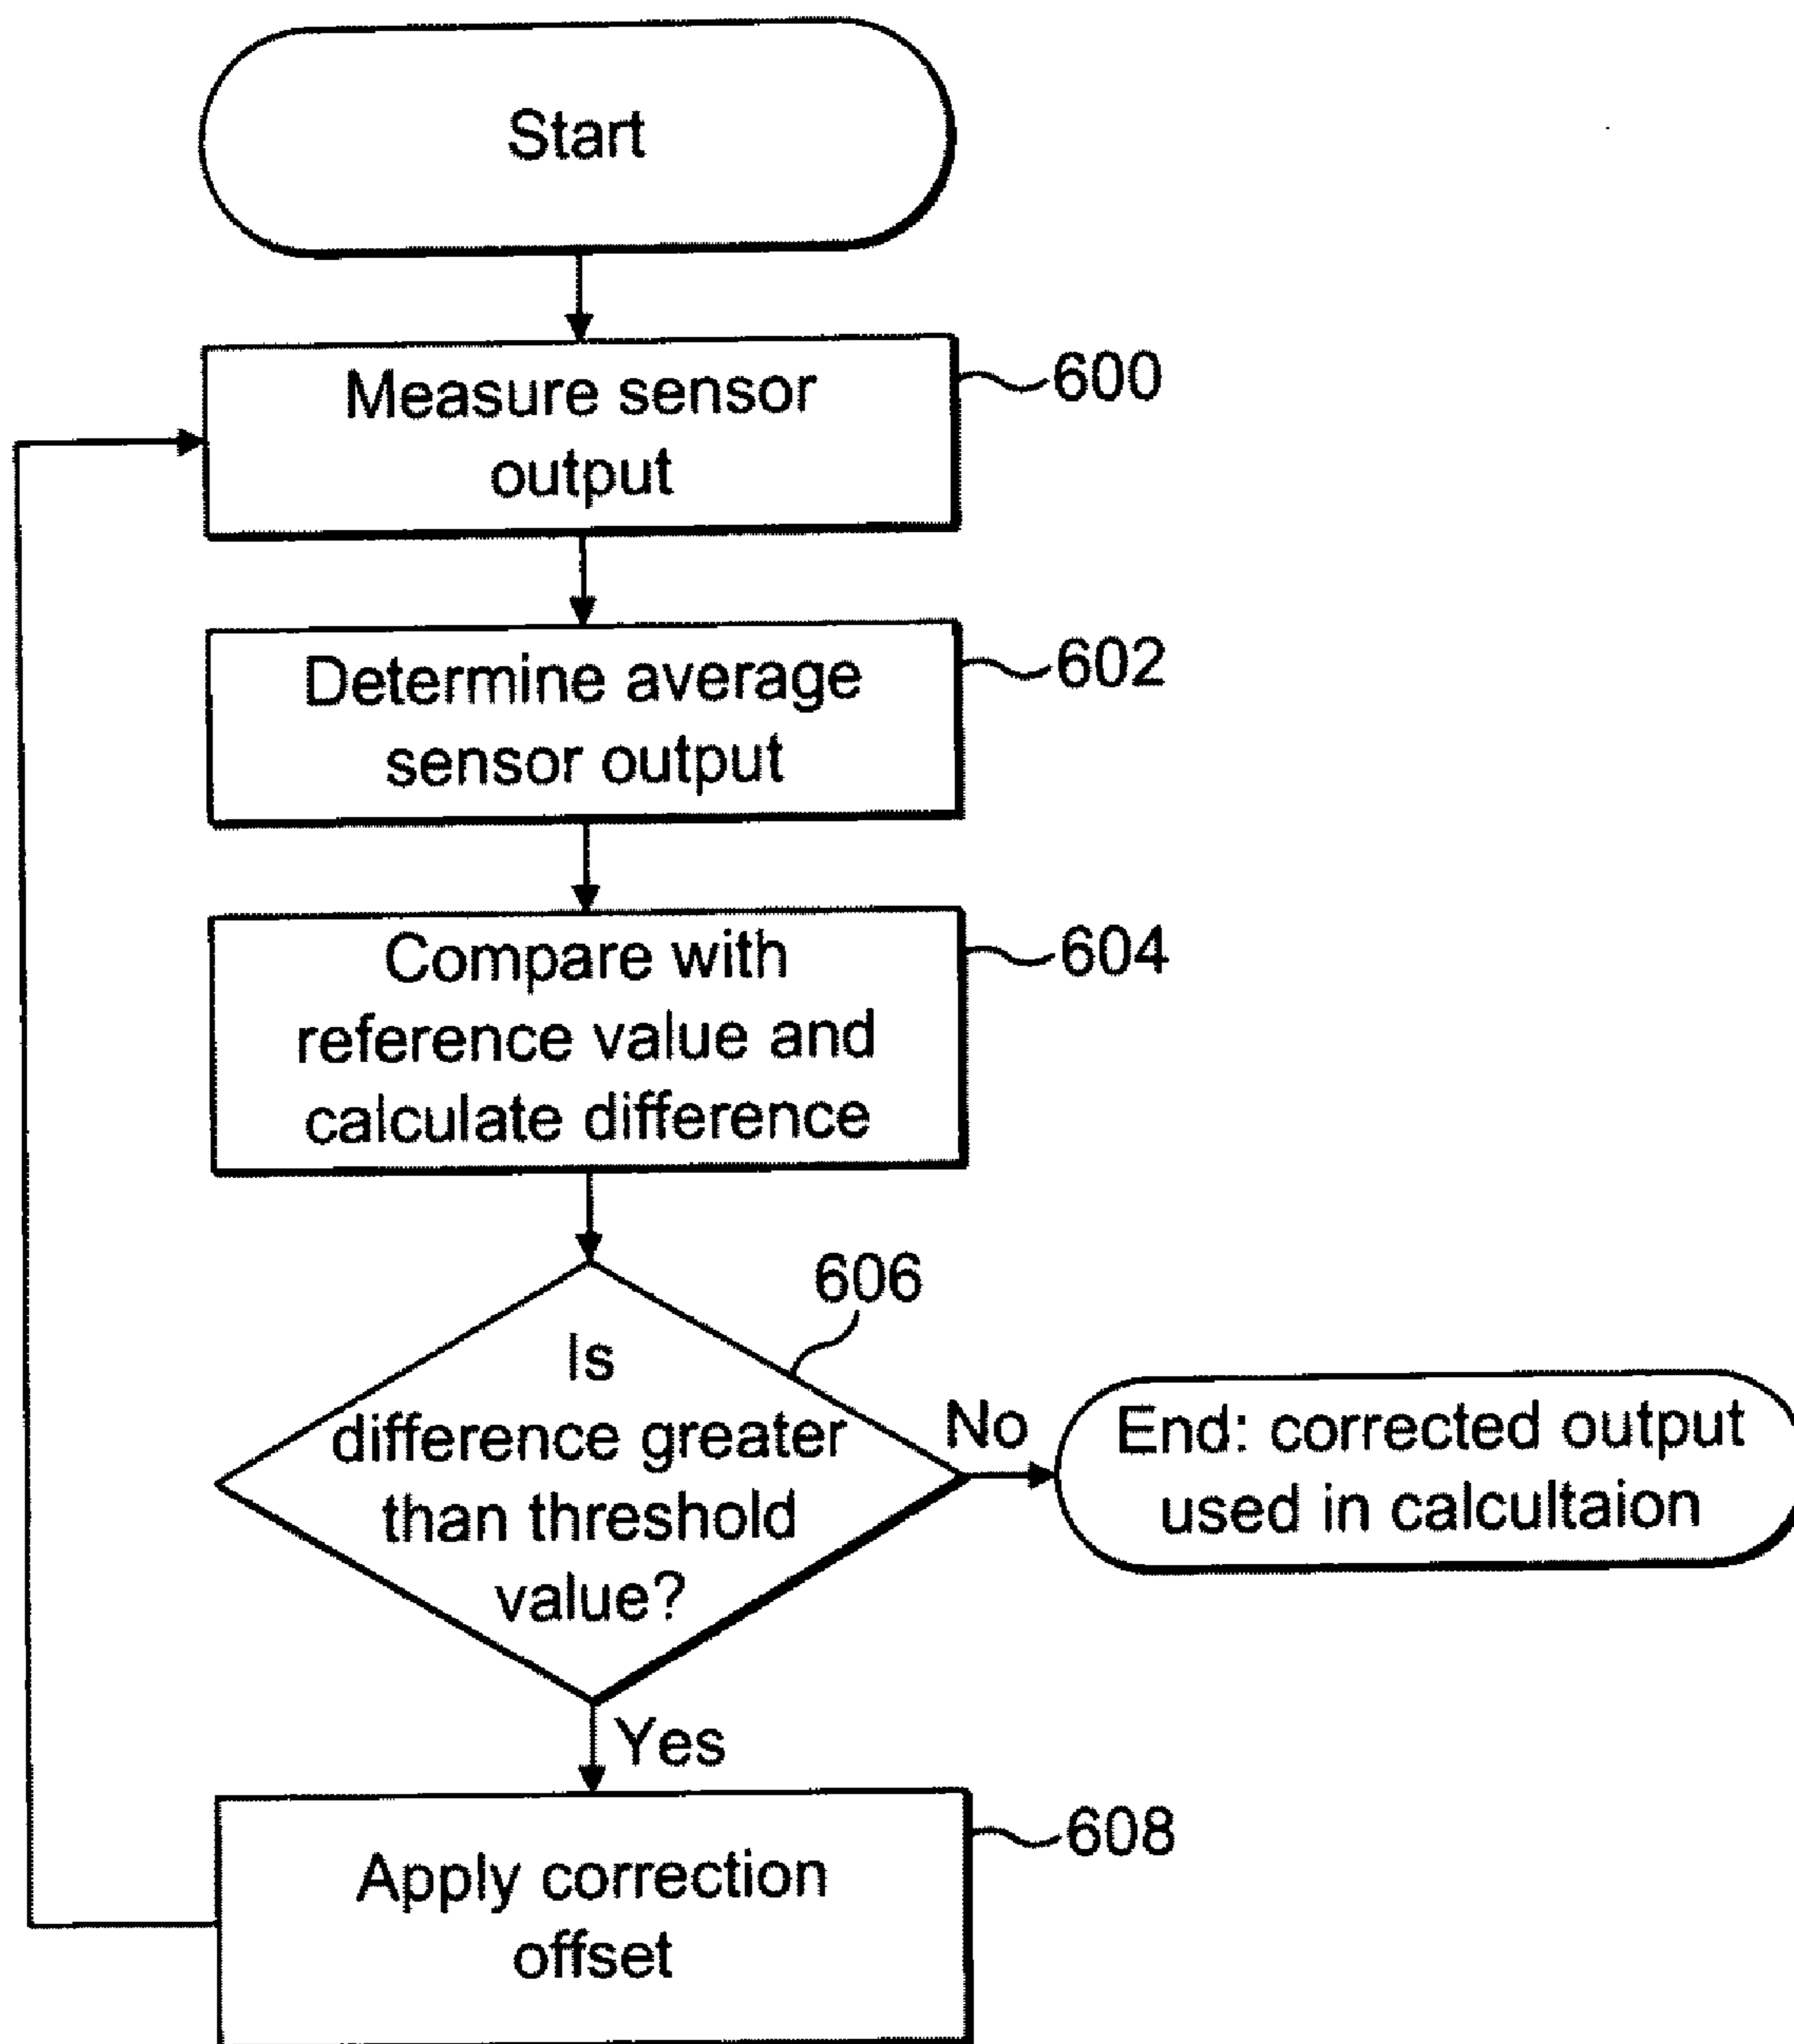 Start
Measure sensor
output
600
Determine average
sensor output
602
Compare with
reference value and
calculate difference
604
606
Is
difference greater
than threshold
value?
No
End: corrected output
used in calcultaion
Yes
Apply correction
offset
608